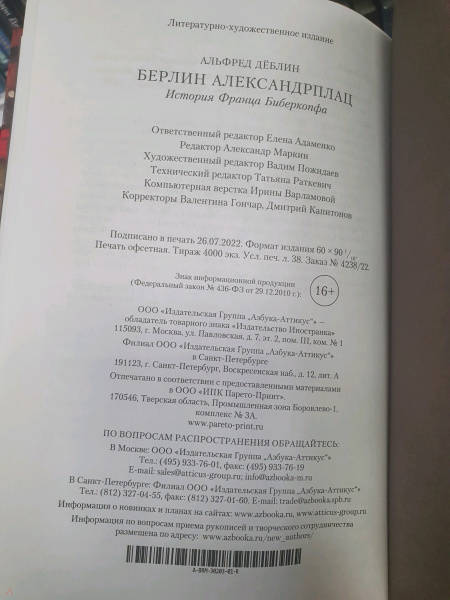 Литературно-художественное издание
АЛЬФРЕД ДЁБЛИН
БЕРЛИН АЛЕКСАНДРПЛАЦ
История Франца Биберкопфа
Ответственный редактор Елена Адаменко
Редактор Александр Маркин
Художественный редактор Вадим Пожидаев
Технический редактор Татьяна Раткевич
Компьютерная верстка Ирины Варламовой
Корректоры Валентина Гончар, Дмитрий Капитонов
Подписано в печать 26.07.2022. Формат издания 60 × 90 1/16.
Печать офсетная. Тираж 4000 экз. Усл. печ. л. 38. Заказ № 4238/22.
Знак информационной продукции
(Федеральный закон № 436-ФЗ от 29.12.2010 г.):
16+
ООО «Издательская Группа „Азбука-Аттикус“ —
обладатель товарного знака «Издательство Иностранка»
115093, г. Москва, ул. Павловская, д. 7, эт. 2, пом. III, ком. № 1
Филиал ООО «Издательская Группа „Азбука-Аттикус“
в Санкт-Петербурге
191123, г. Санкт-Петербург, Воскресенская наб., д. 12, лит. А
Отпечатано в соответствии с предоставленными материалами
в ООО «ИПК Парето-Принт».
170546, Тверская область, Промышленная зона Боровлево-1,
комплекс № 3А.
www.pareto-print.ru
ПО ВОПРОСАМ РАСПРОСТРАНЕНИЯ ОБРАЩАЙТЕСЬ:
В Москве: ООО «Издательская Группа „Азбука-Аттикус“
Тел.: (495) 933-76-01, факс: (495) 933-76-19
E-mail: sales@atticus-group.ru; info@azbooka-m.ru
В Санкт-Петербурге: Филиал ООО «Издательская Группа „Азбука-Аттикус“
Тел.: (812) 327-04-55, факс: (812) 327-01-60. E-mail: trade@azbooka.spb.ru
Информация о новинках и планах на сайтах: www.azbooka.ru, www.atticus-group.ru
Информация по вопросам приема рукописей и творческого сотрудничества
размещена по адресу: www.azbooka.ru/new_authors/
A-BRM-30203-01-R